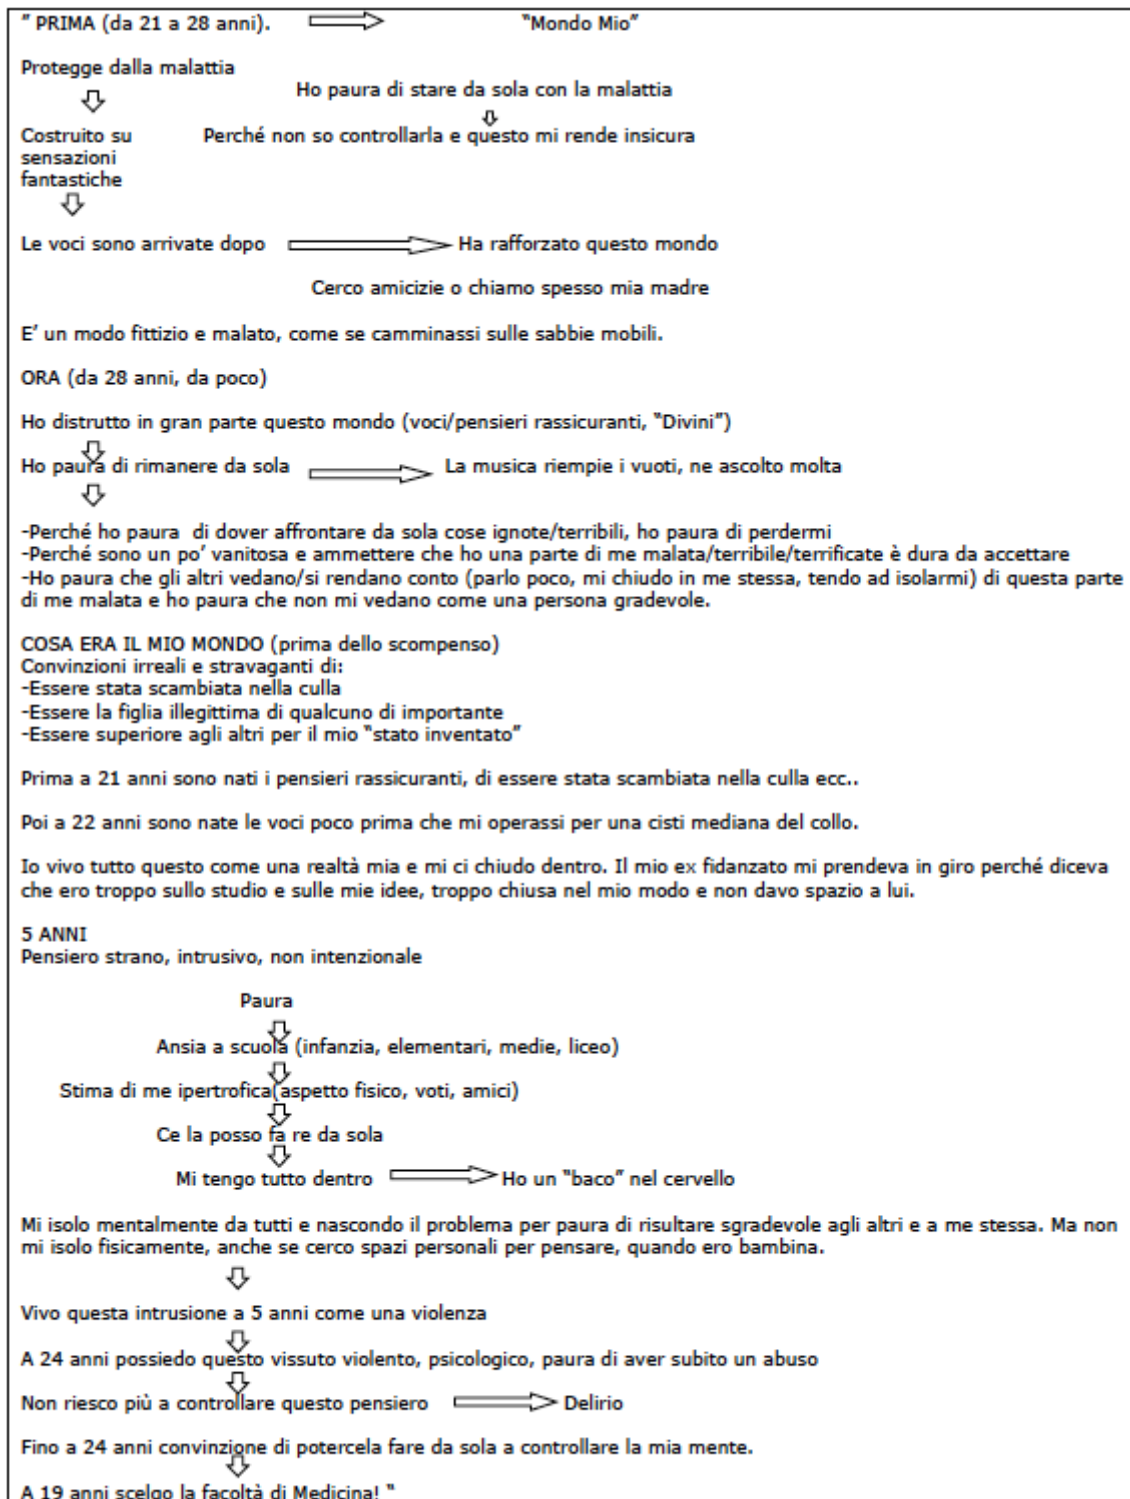 " PRIMA (da 21 a 28 anni). "Mondo Mio"
Protegge dalla malattia
Ho paura di stare da sola con la malattia
Costruito su Perché non so controllarla e questo mi rende insicura
sensazioni
fantastiche
Le voci sono arrivate dopo Ha rafforzato questo mondo
Cerco amicizie o chiamo spesso mia madre
E' un modo fittizio e malato, come se camminassi sulle sabbie mobili.
ORA (da 28 anni, da poco)
Ho distrutto in gran parte questo mondo (voci/pensieri rassicuranti, "Divini")
Ho paura di rimanere da sola La musica riempie i vuoti, ne ascolto molta
-Perché ho paura di dover affrontare da sola cose ignote/terribili, ho paura di perdermi
-Perché sono un po' vanitosa e ammettere che ho una parte di me malata/terribile/terrificate è dura da accettare
-Ho paura che gli altri vedano/si rendano conto (parlo poco, mi chiudo in me stessa, tendo ad isolarmi) di questa parte
di me malata e ho paura che non mi vedano come una persona gradevole.
COSA ERA IL MIO MONDO (prima dello scompenso)
Convinzioni irreali e stravaganti di:
-Essere stata scambiata nella culla
-Essere la figlia illegittima di qualcuno di importante
-Essere superiore agli altri per il mio "stato inventato"
Prima a 21 anni sono nati i pensieri rassicuranti, di essere stata scambiata nella culla ecc..
Poi a 22 anni sono nate le voci poco prima che mi operassi per una cisti mediana del collo.
Io vivo tutto questo come una realtà mia e mi ci chiudo dentro. Il mio ex fidanzato mi prendeva in giro perché diceva
che ero troppo sullo studio e sulle mie idee, troppo chiusa nel mio modo e non davo spazio a lui.
5 ANNI
Pensiero strano, intrusivo, non intenzionale
Paura
Ansia a scuola (infanzia, elementari, medie, liceo)
Stima di me ipertrofica(aspetto fisico, voti, amici)
Ce la posso fa re da sola
Mi tengo tutto dentro Ho un "baco" nel cervello
Mi isolo mentalmente da tutti e nascondo il problema per paura di risultare sgradevole agli altri e a me stessa. Ma non
mi isolo fisicamente, anche se cerco spazi personali per pensare, quando ero bambina.
Vivo questa intrusione a 5 anni come una violenza
A 24 anni possiedo questo vissuto violento, psicologico, paura di aver subito un abuso
Non riesco più a controllare questo pensiero Delirio
Fino a 24 anni convinzione di potercela fare da sola a controllare la mia mente.
A 19 anni scelgo la facoltà di Medicina! "